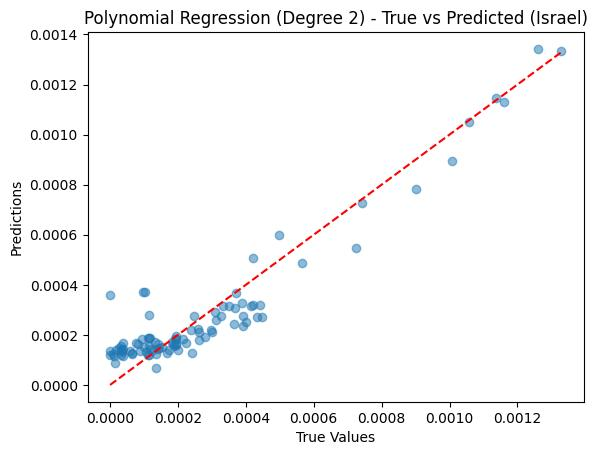 Polynomial Regression (Degree 2) - True vs Predicted (Israel)
0.0014
0.0012
0.0010
0.0008
0.0006
0.0004
0.0002
0.0000
Predictions
0.0000 0.0002 0.0004 0.0006 0.0008 0.0010 0.0012
True Values